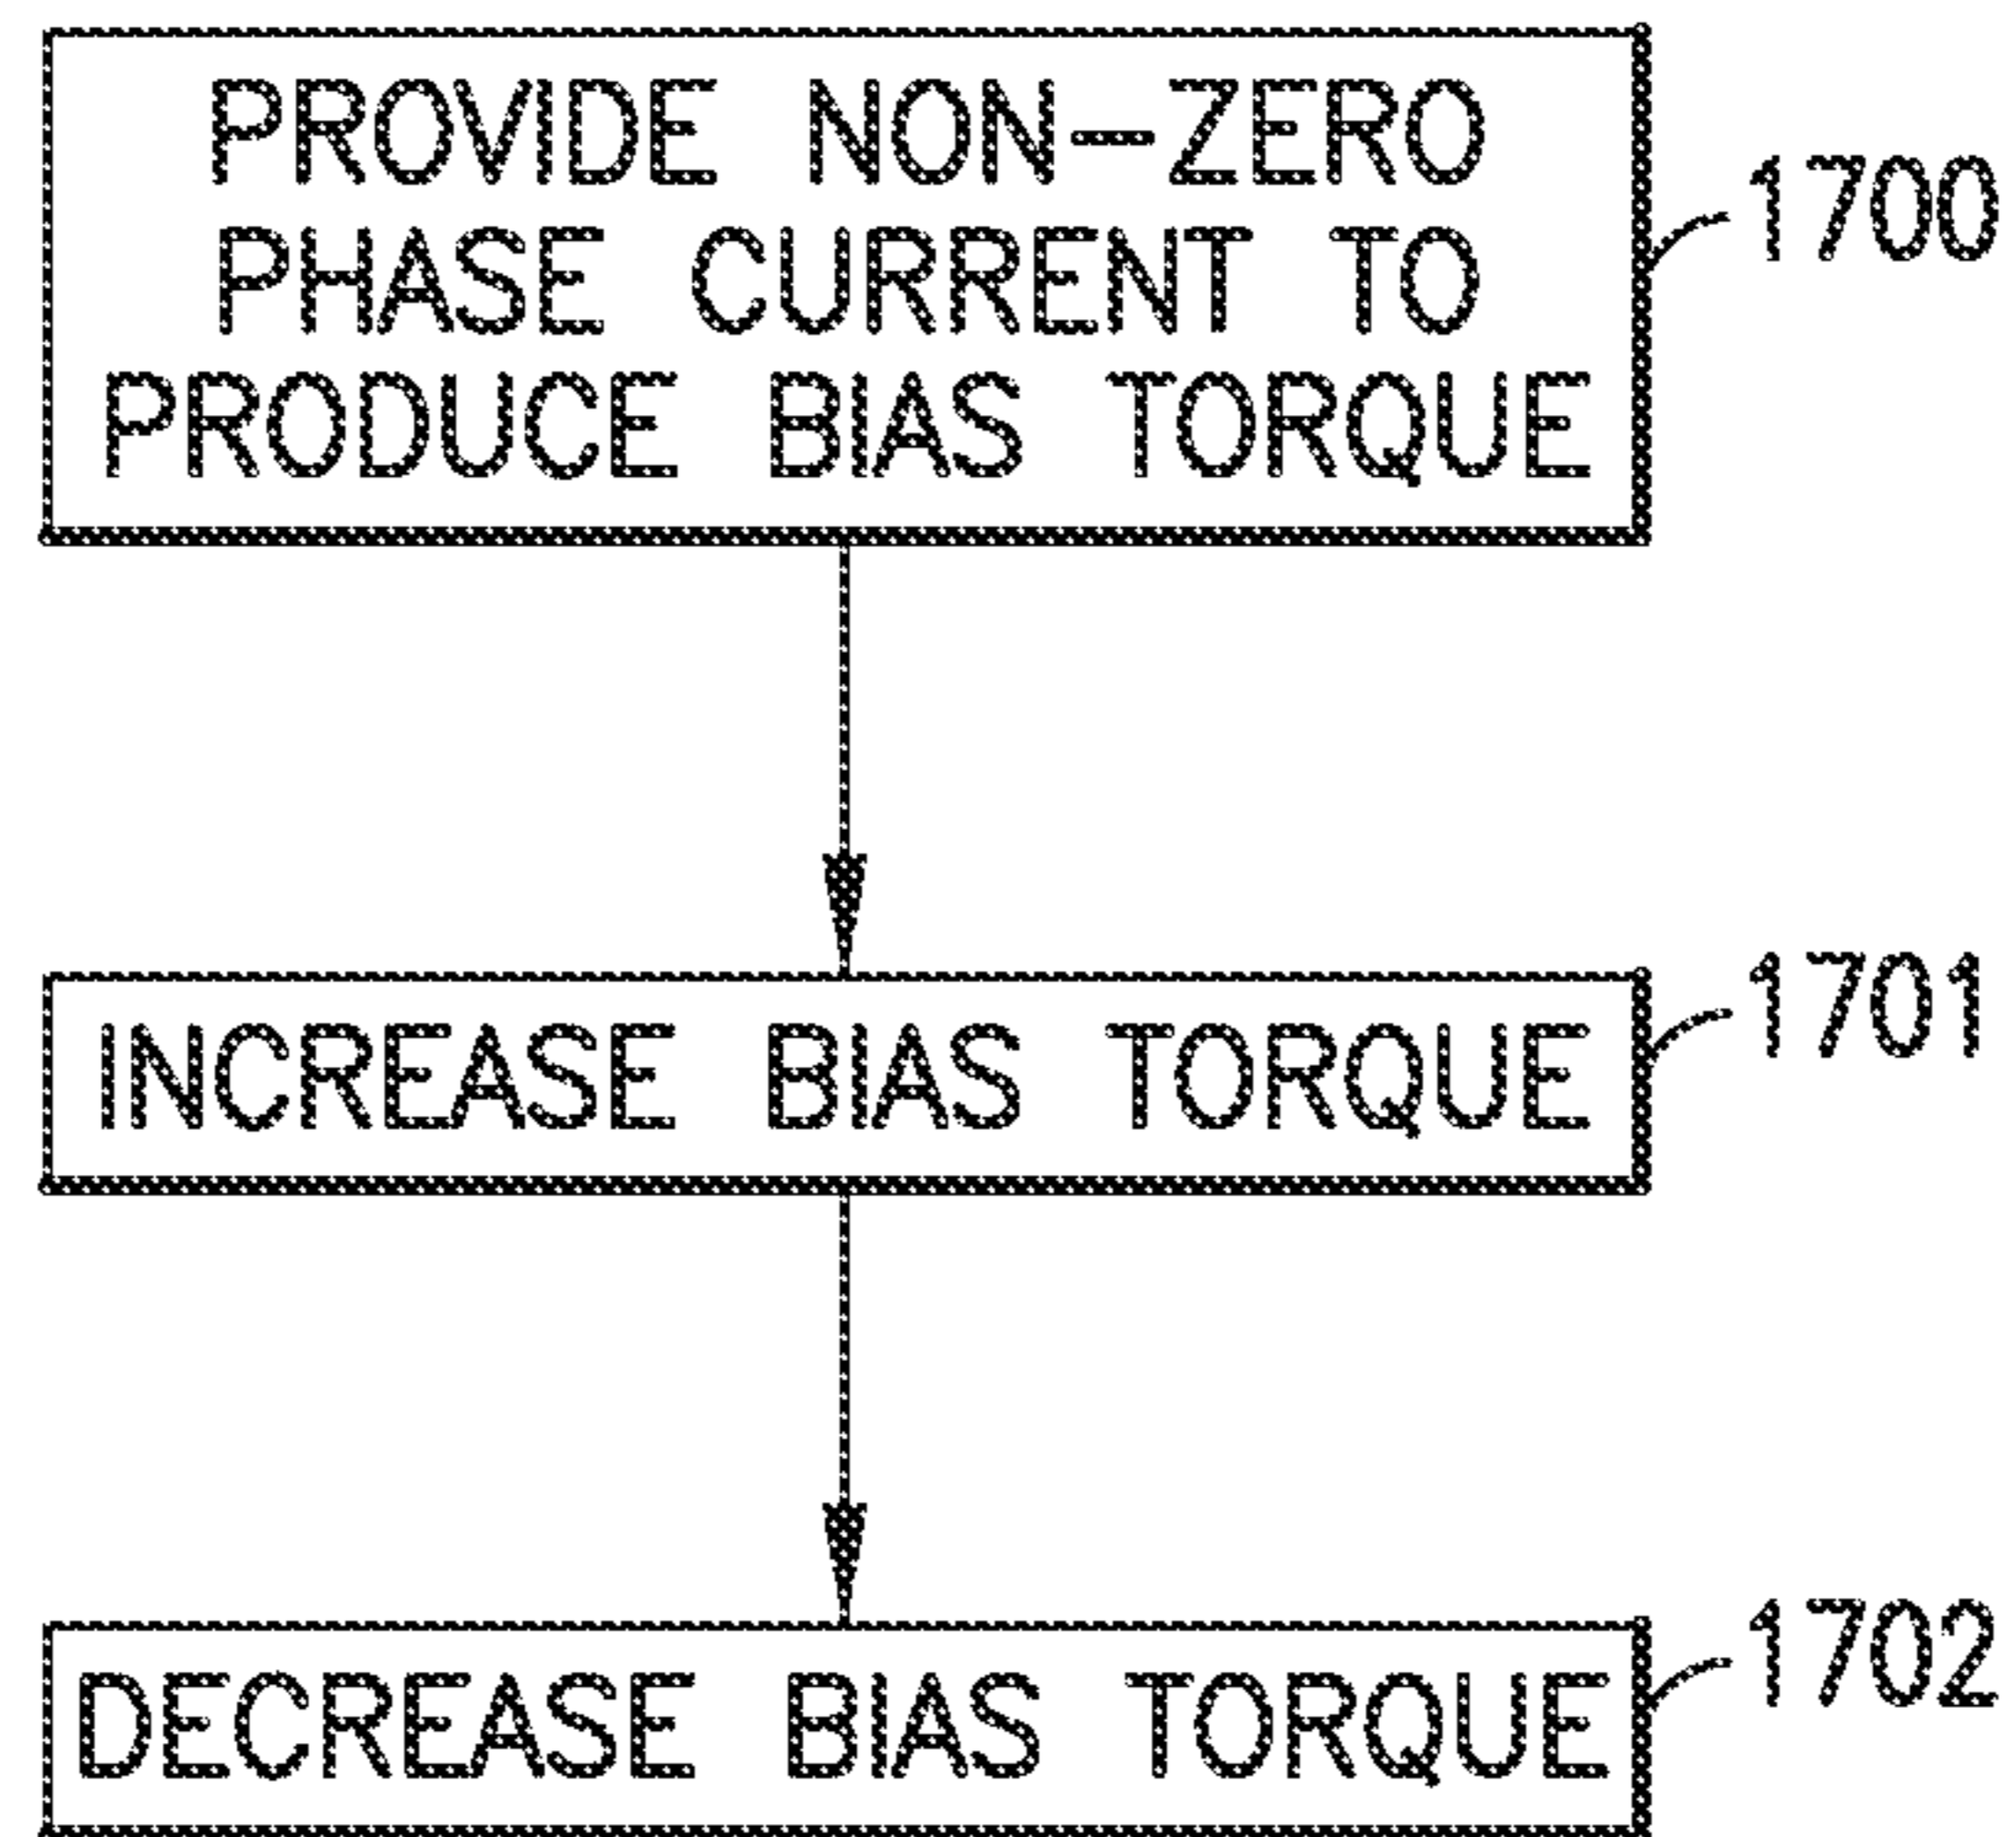 PROVIDE NON-ZERO
PHASE CURRENT TO
PRODUCE BIAS TORQUE
1700
INCREASE BIAS TORQUE
1701
DECREASE BIAS TORQUE
1702